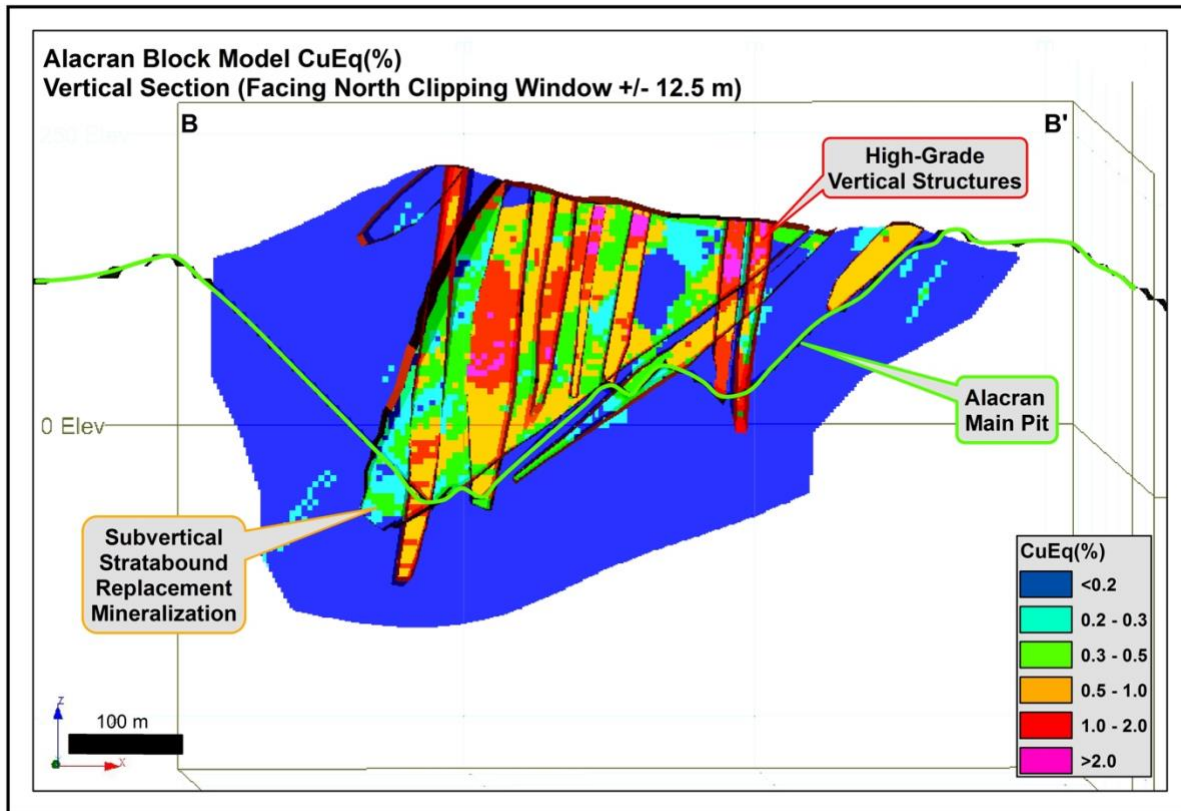 Alacran Block Model CuEq(%)
Vertical Section (Facing North Clipping Window +/- 12.5 m)
250 Elev
B
B'
High-Grade
Vertical Structures
Alacran
Main Pit
0 Elev
Subvertical
Stratabound
Replacement
Mineralization
CuEq(%)
<0.2
0.2 - 0.3
0.3 - 0.5
0.5 - 1.0
1.0 - 2.0
>2.0
z
x
100 m